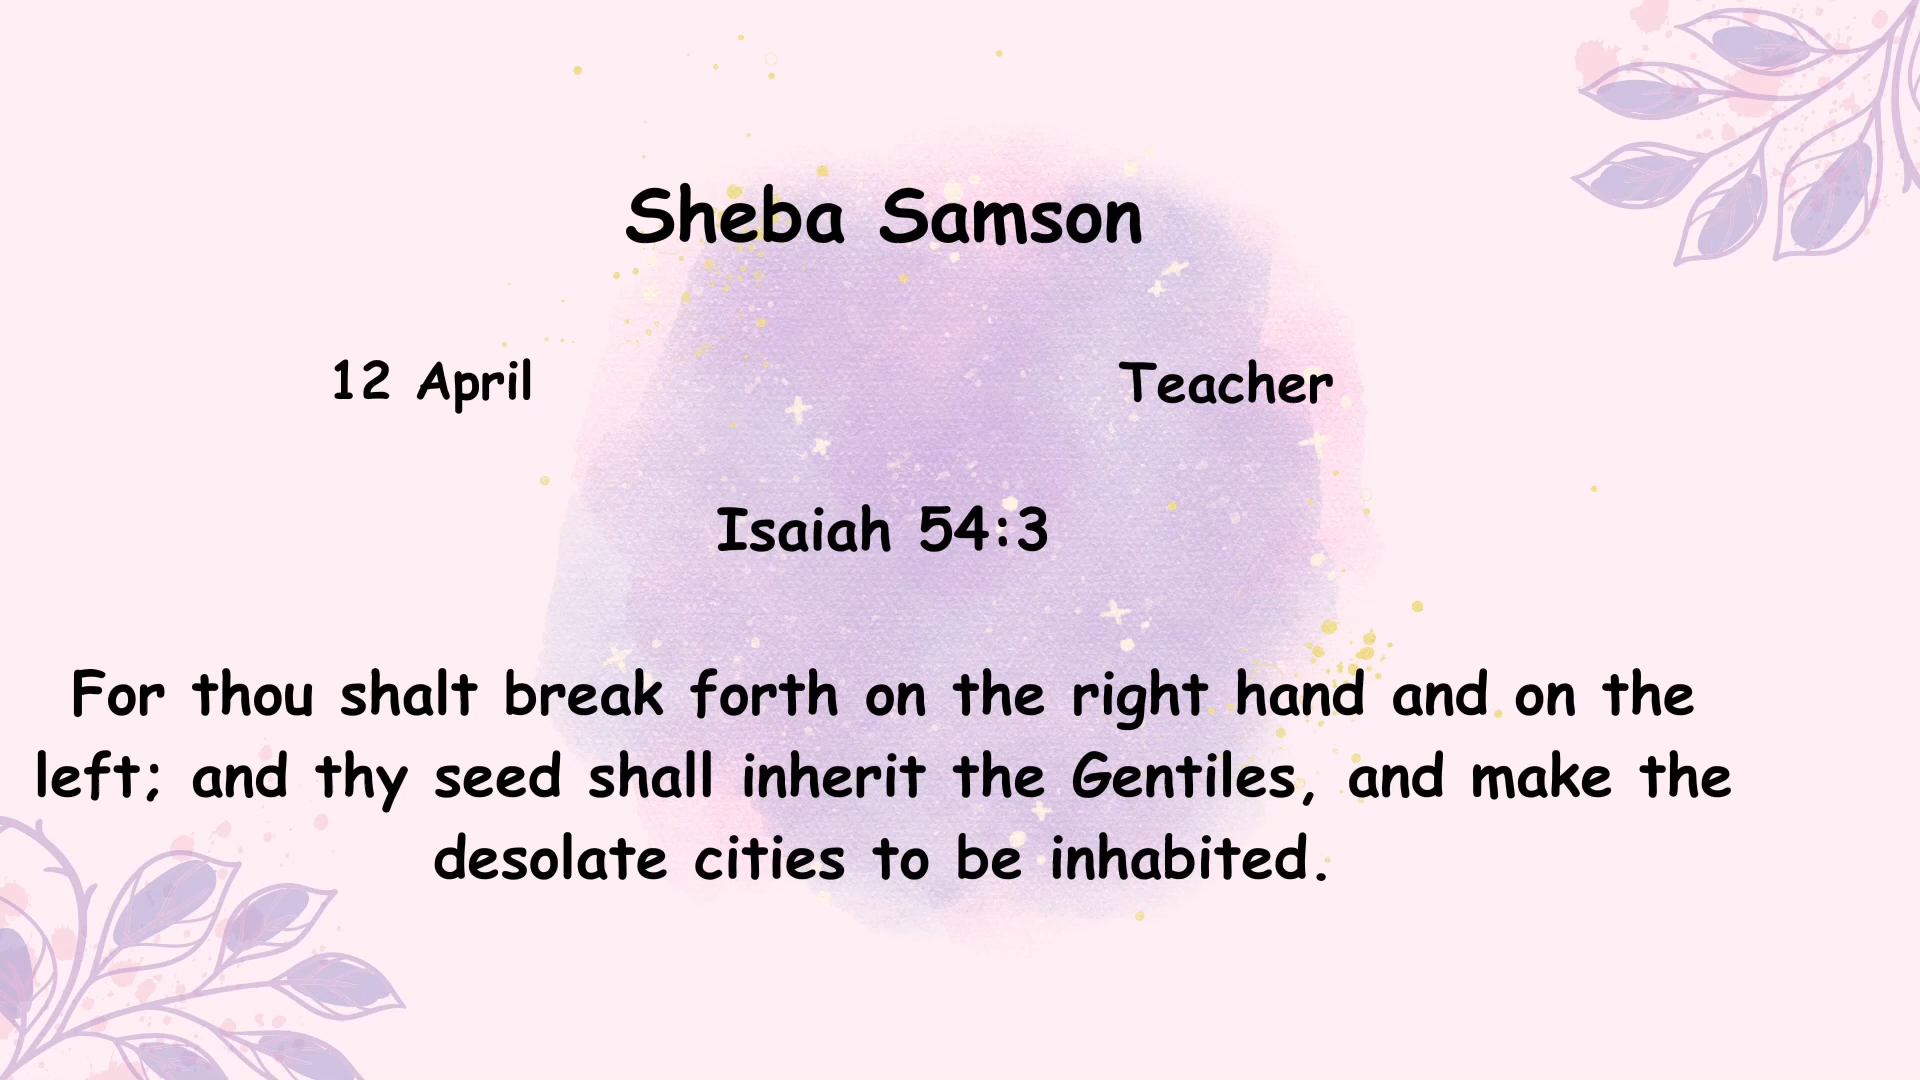 Sheba Samson
12 April
Teacher
Isaiah 54:3
For thou shalt break forth on the right hand and on the
left; and thy seed shall inherit the Gentiles, and make the
desolate cities to be inhabited.